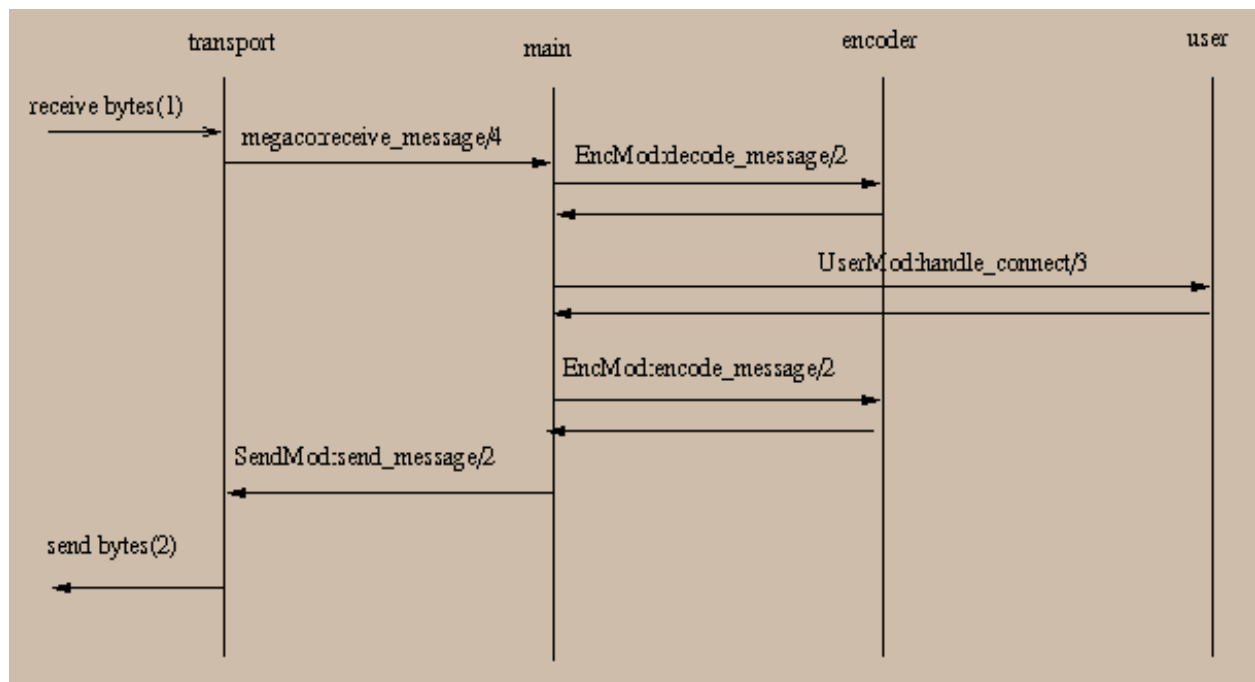 transport
main
encoder
user
receive bytes(1)
megaco:receive_message/4
EncMod:decode_message/2
UserMod:handle_connect/3
EncMod:encode_message/2
SendMod:send_message/2
send bytes(2)